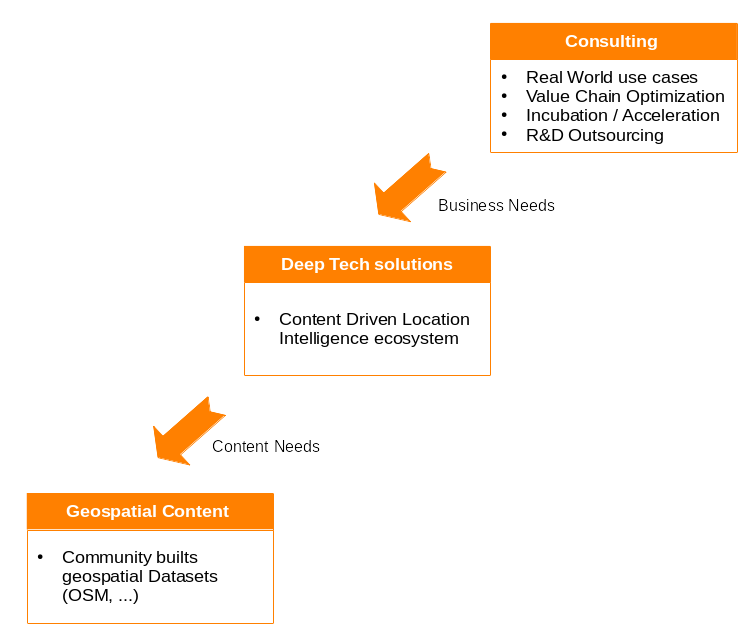 Consulting
• Real World use cases
• Value Chain Optimization
• Incubation / Acceleration
• R&D Outsourcing
Business Needs
Deep Tech solutions
• Content Driven Location
Intelligence ecosystem
Content Needs
Geospatial Content
• Community builts
geospatial Datasets
(OSM, ...)